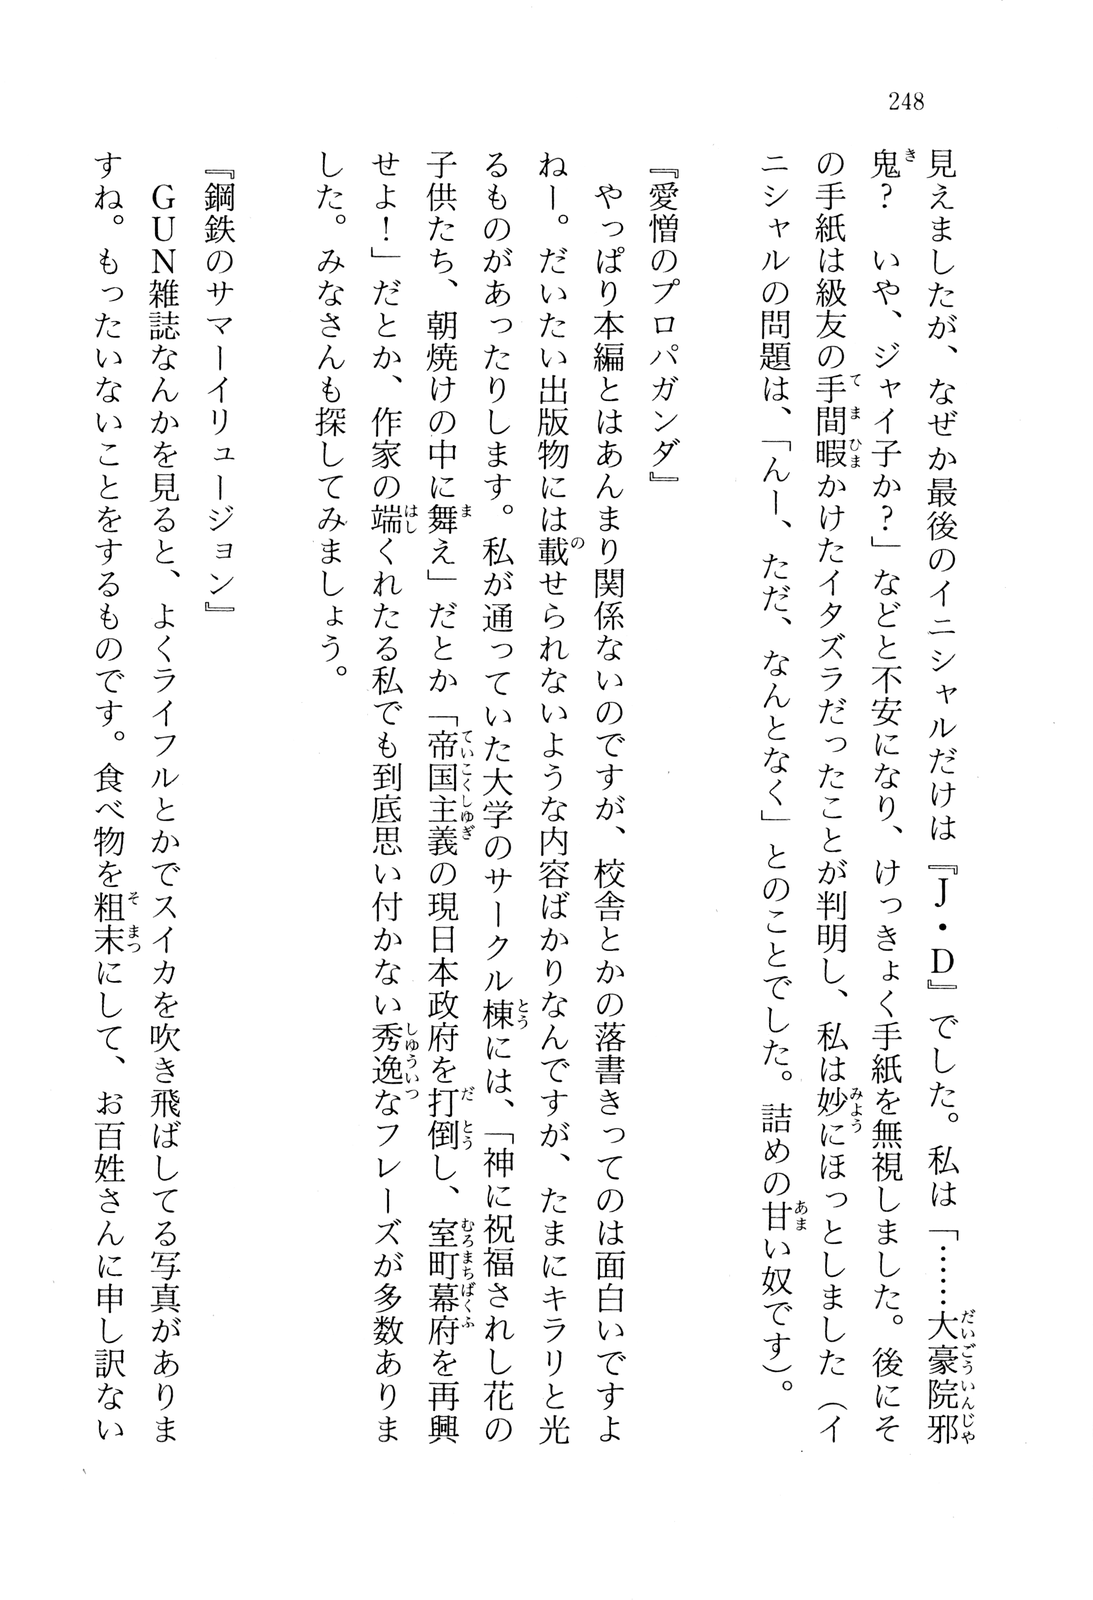 248
見えましたが、なぜか最後のイニシャルだけは『J・D』でした。私は「……大豪院邪
鬼?　いや、ジャイ子か?」などと不安になり、けっきょく手紙を無視しました。後にそ
の手紙は級友の手間暇かけたイタズラだったことが判明し、私は妙にほっとしました(イ
ニシャルの問題は、「んー、ただ、なんとなく」とのことでした。詰めの甘い奴です)。
『愛憎のプロパガンダ』
　やっぱり本編とはあんまり関係ないのですが、校舎とかの落書きってのは面白いですよ
ねー。だいたい出版物には載せられないような内容ばかりなんですが、たまにキラリと光
るものがあったりします。私が通っていた大学のサークル棟には、「神に祝福されし花の
子供たち、朝焼けの中に舞え」だとか「帝国主義の現日本政府を打倒し、室町幕府を再興
せよ!」だとか、作家の端くれたる私でも到底思い付かない秀逸なフレーズが多数ありま
した。みなさんも探してみましょう。
『鋼鉄のサマーイリュージョン』
　GUN雑誌なんかを見ると、よくライフルとかでスイカを吹き飛ばしてる写真がありま
すね。もったいないことをするものです。食べ物を粗末にして、お百姓さんに申し訳ない